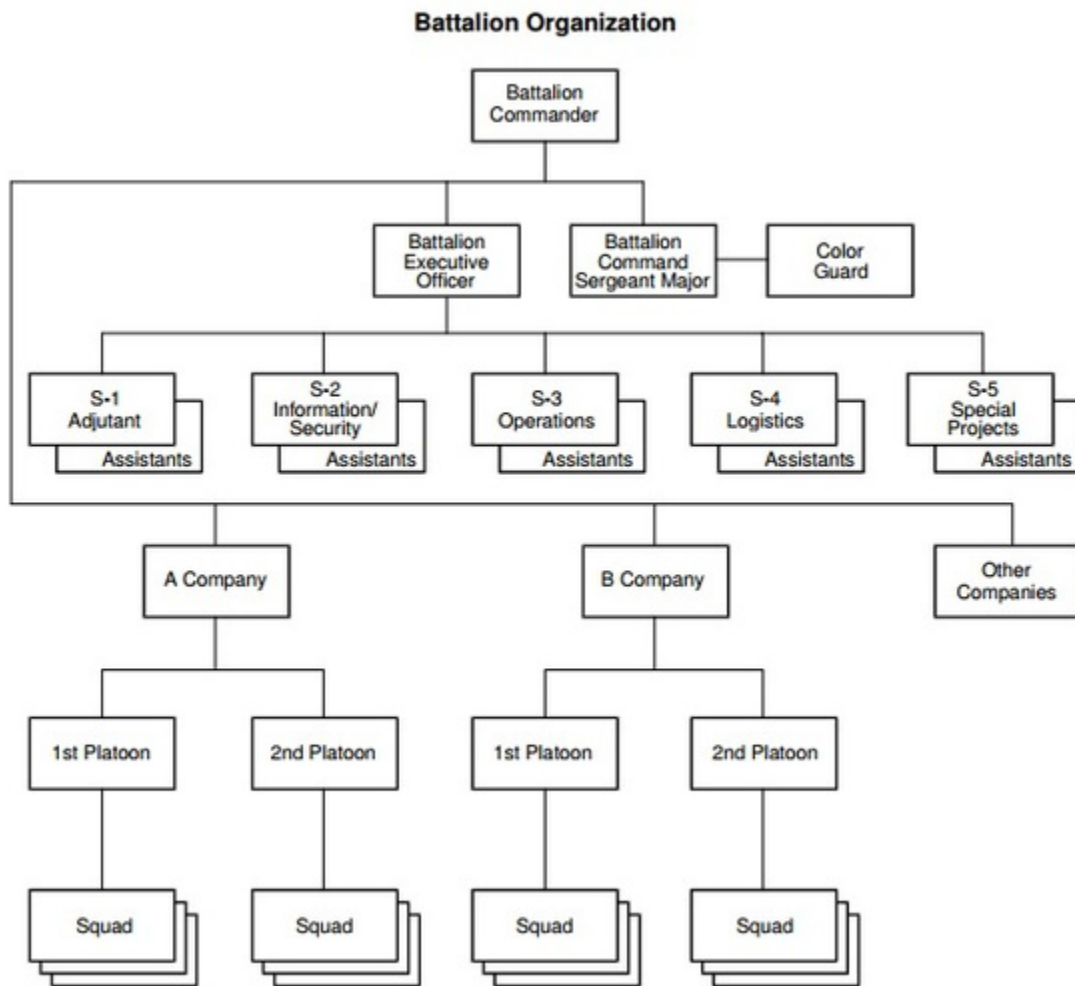 Battalion Organization
Battalion
Commander
Battalion
Executive
Officer
Battalion
Command
Sergeant Major
Color
Guard
S-1
Adjutant
Assistants
S-2
Information/
Security
Assistants
S-3
Operations
Assistants
S-4
Logistics
Assistants
S-5
Special
Projects
Assistants
A Company
B Company
Other
Companies
1st Platoon
2nd Platoon
1st Platoon
2nd Platoon
Squad
Squad
Squad
Squad